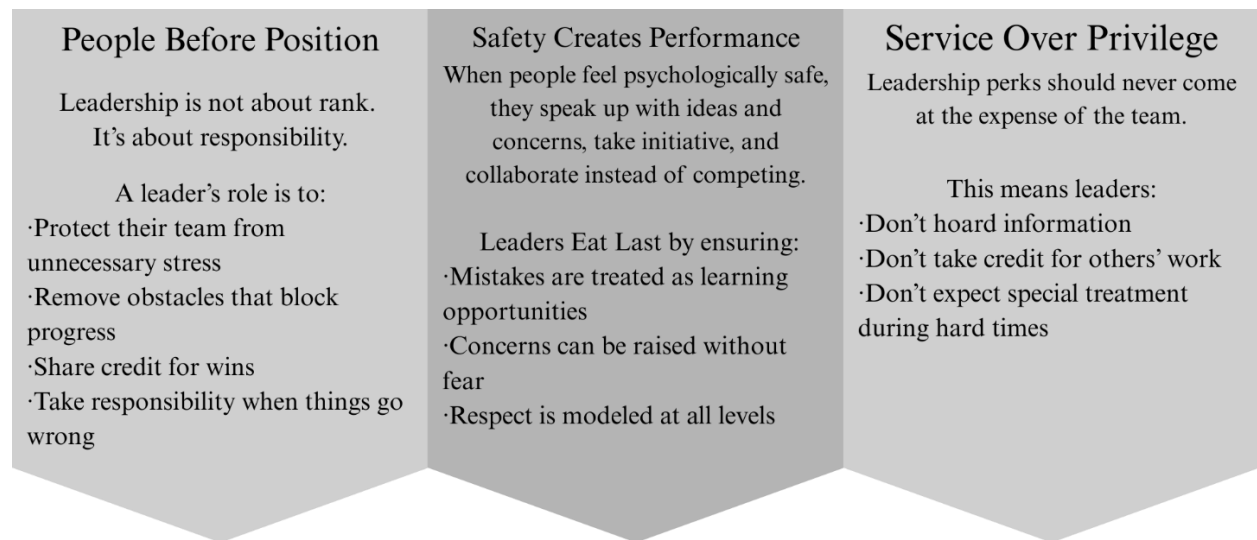 People Before Position
Leadership is not about rank.
It’s about responsibility.
A leader’s role is to:
·Protect their team from
unnecessary stress
·Remove obstacles that block
progress
·Share credit for wins
·Take responsibility when things go
wrong
Safety Creates Performance
When people feel psychologically safe,
they speak up with ideas and
concerns, take initiative, and
collaborate instead of competing.
Leaders Eat Last by ensuring:
·Mistakes are treated as learning
opportunities
·Concerns can be raised without
fear
·Respect is modeled at all levels
Service Over Privilege
Leadership perks should never come
at the expense of the team.
This means leaders:
·Don’t hoard information
·Don’t take credit for others’ work
·Don’t expect special treatment
during hard times